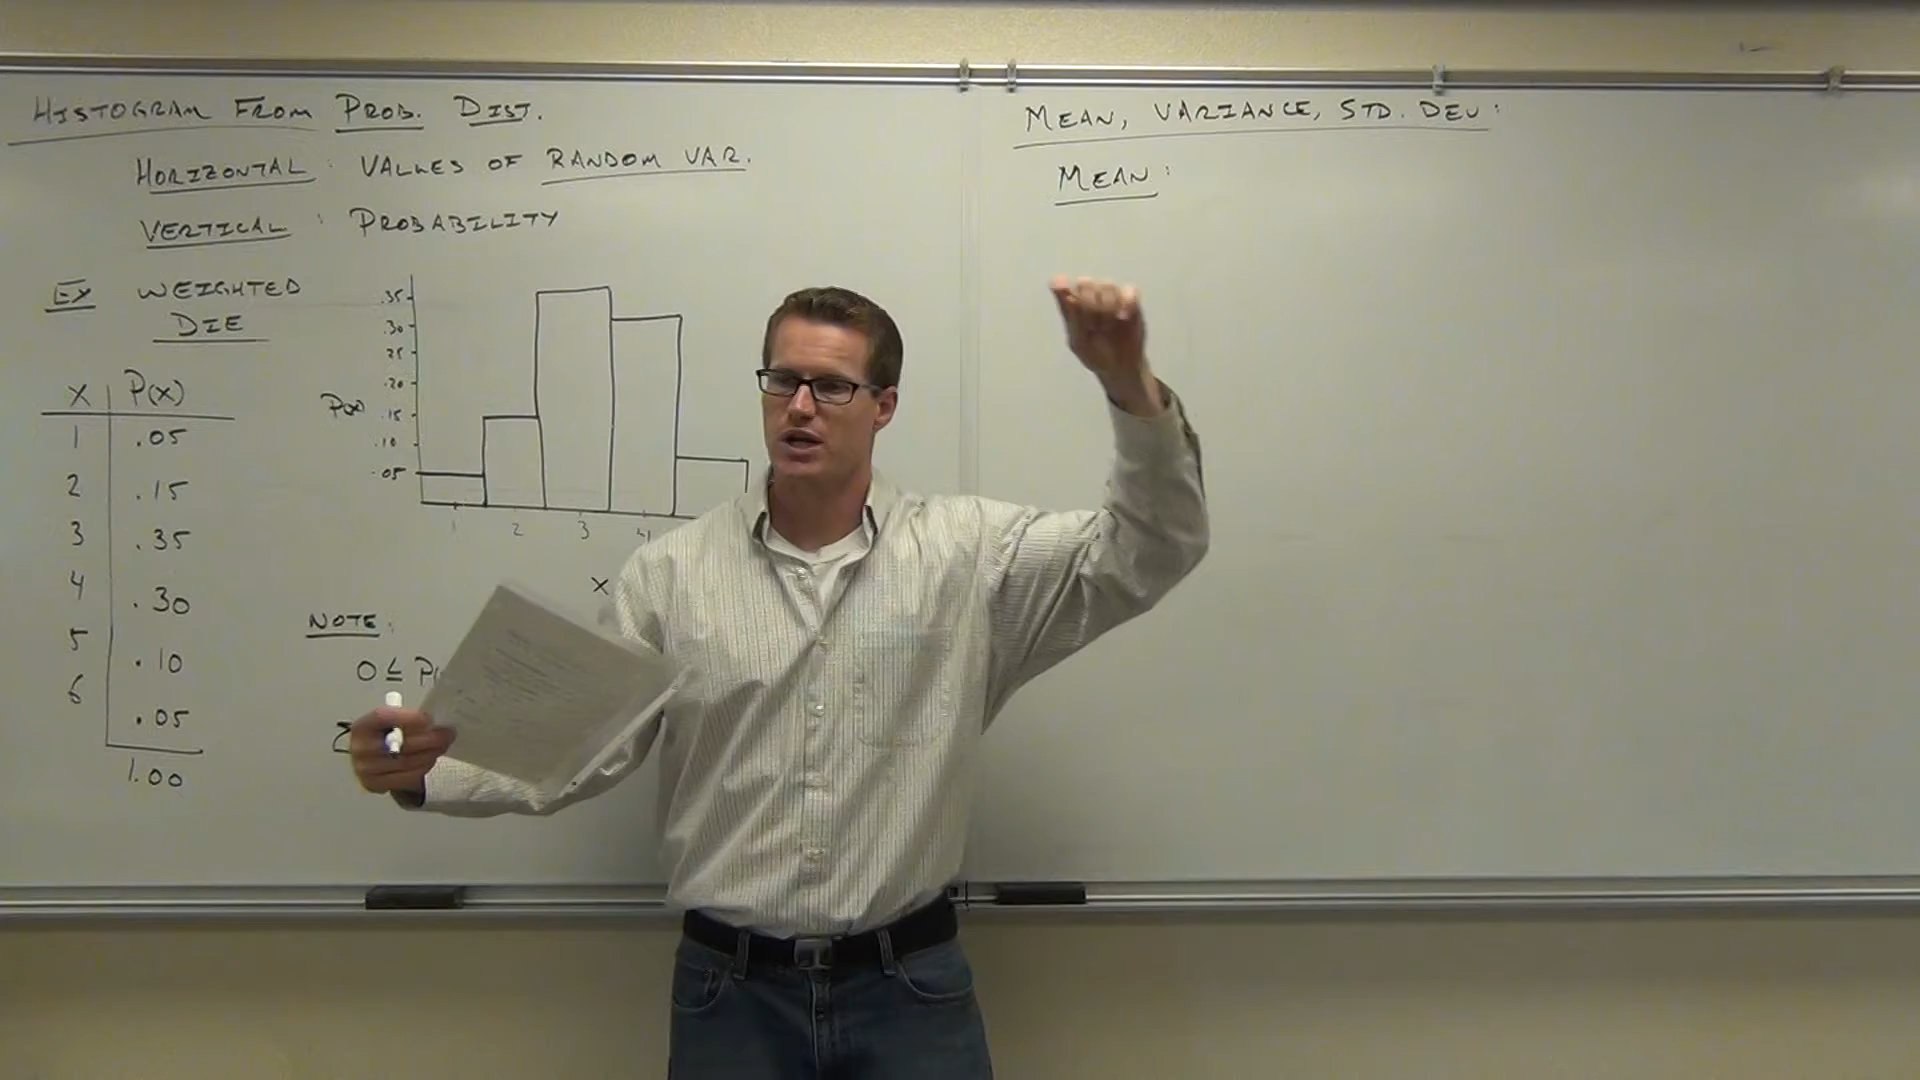 HISTOGRAM FROM PROB. DIST.
HORIZONTAL: VALUES OF RANDOM VAR.
VERTICAL: PROBABILITY
EX WEIGHTED
DIE
X P(X)
1 .05
2 .15
3 .35
4 .30
5 .10
6 .05
1.00
.35
.30
.25
.20
P(x) .15
.10
.05
1 2 3 4
X
NOTE:
0 ≤ P(
Σ
MEAN, VARIANCE, STD. DEV:
MEAN: